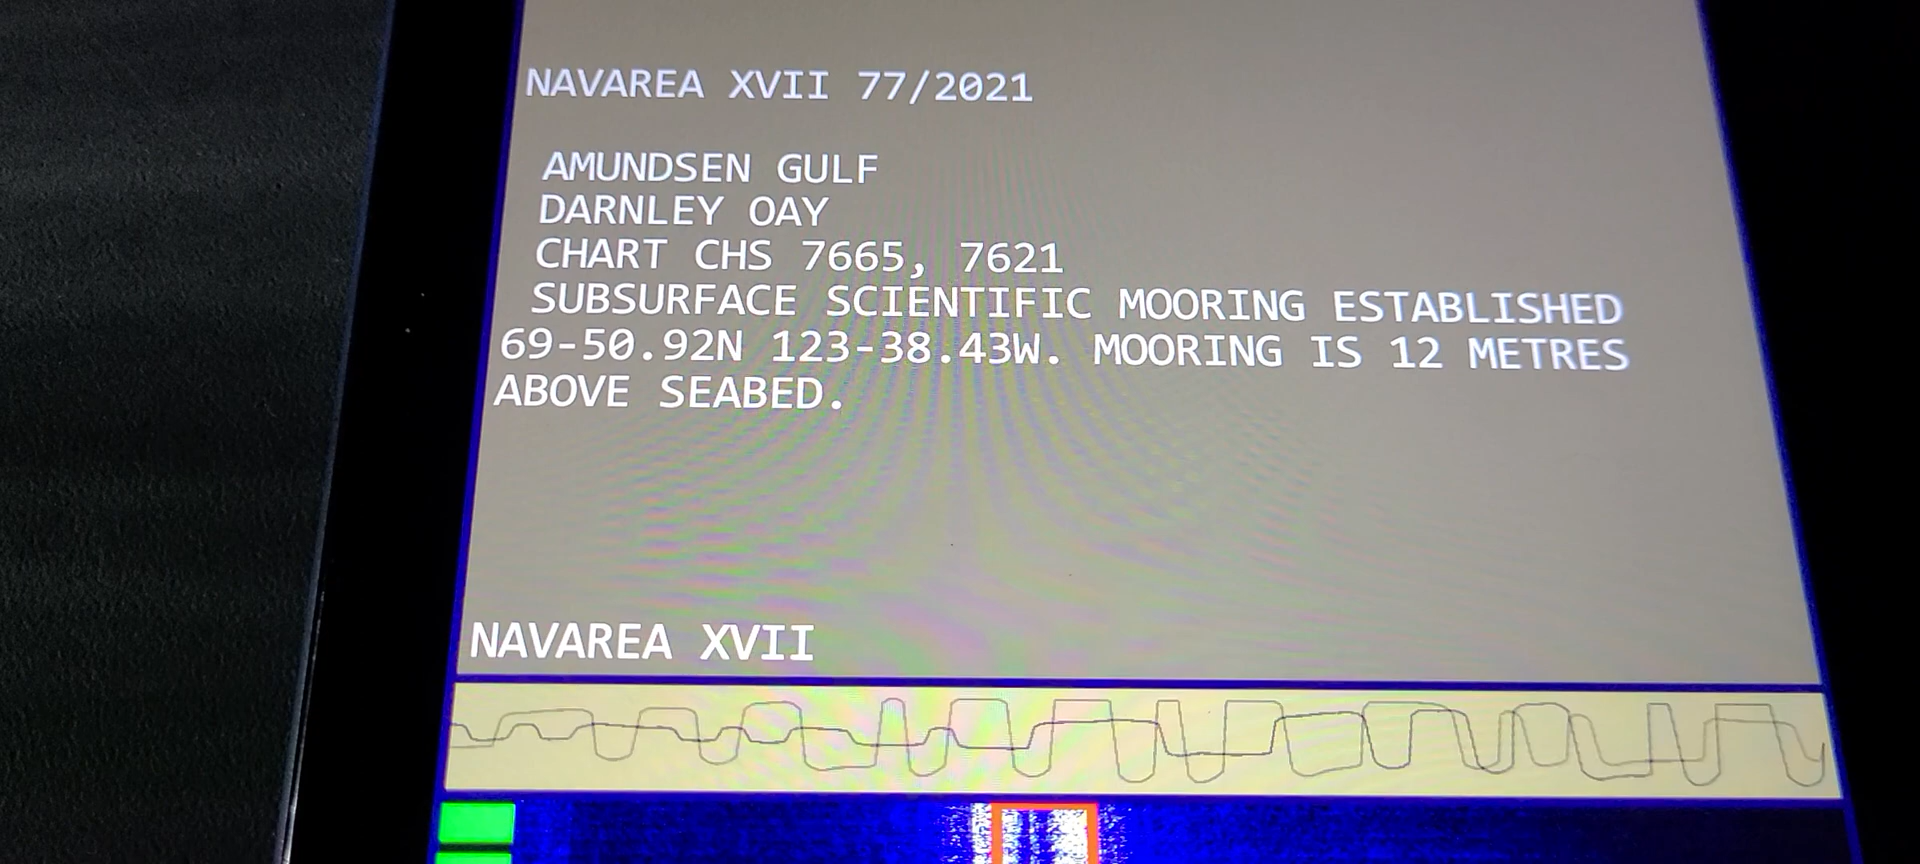 NAVAREA XVII 77/2021
AMUNDSEN GULF
DARNLEY OAY
CHART CHS 7665, 7621
SUBSURFACE SCIENTIFIC MOORING ESTABLISHED
69-50.92N 123-38.43W. MOORING IS 12 METRES
ABOVE SEABED.
NAVAREA XVII